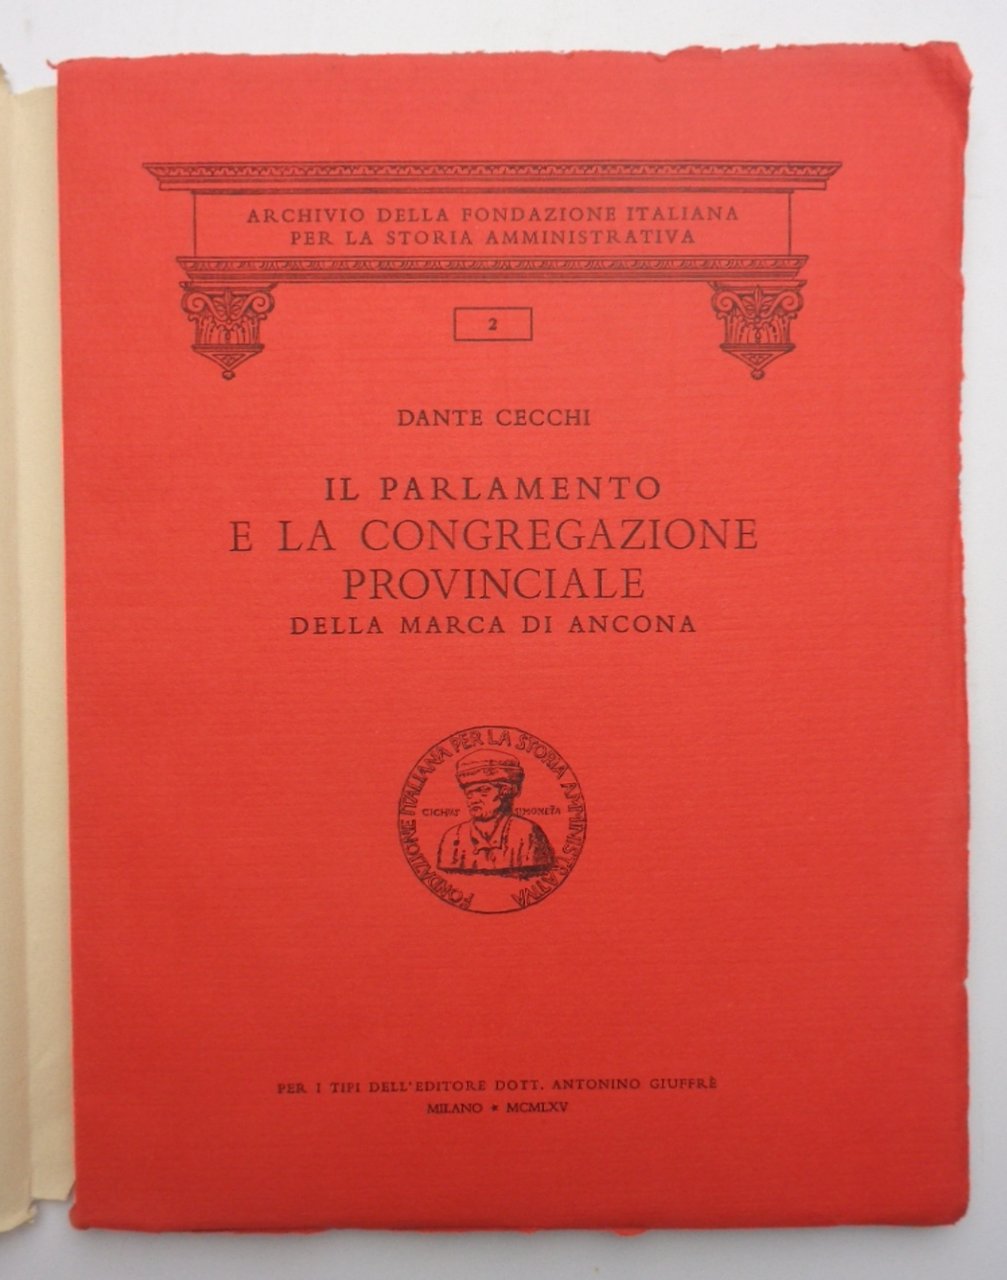 ARCHIVIO DELLA FONDAZIONE ITALIANA
PER LA STORIA AMMINISTRATIVA
2
DANTE CECCHI
IL PARLAMENTO
E LA CONGREGAZIONE
PROVINCIALE
DELLA MARCA DI ANCONA
FONDAZIONE ITALIANA PER LA STORIA AMMINISTRATIVA
CICHVS SIMONETA
PER I TIPI DELL'EDITORE DOTT. ANTONINO GIUFFRÈ
MILANO * MCMLXV